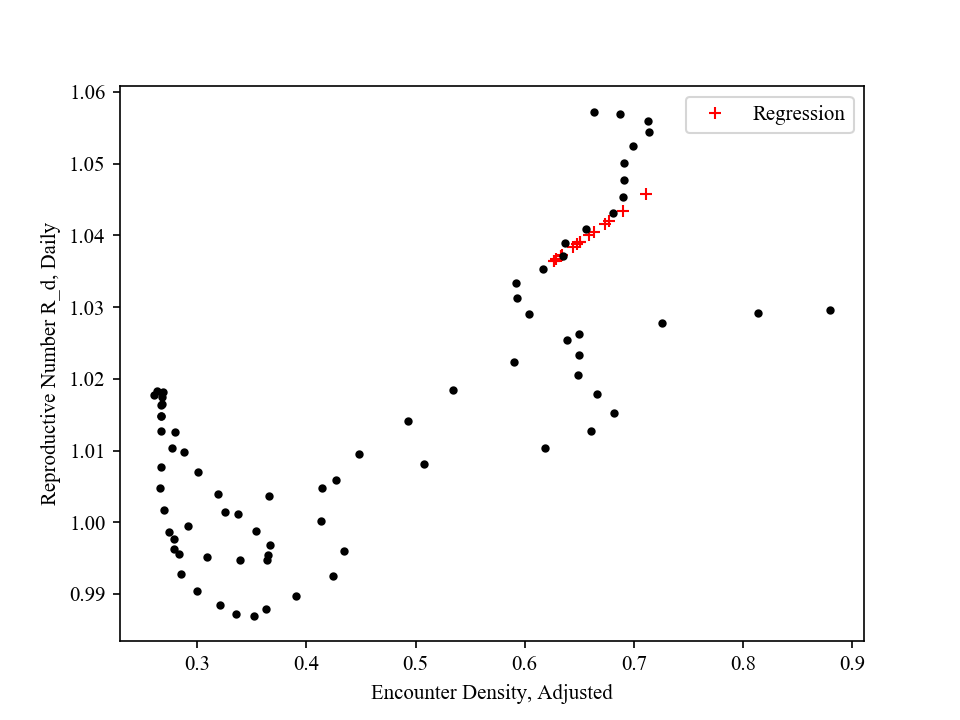 Regression
1.06
1.05
1.04
1.03
1.02
1.01
1.00
0.99
Reproductive Number R_d, Daily
0.3 0.4 0.5 0.6 0.7 0.8 0.9
Encounter Density, Adjusted